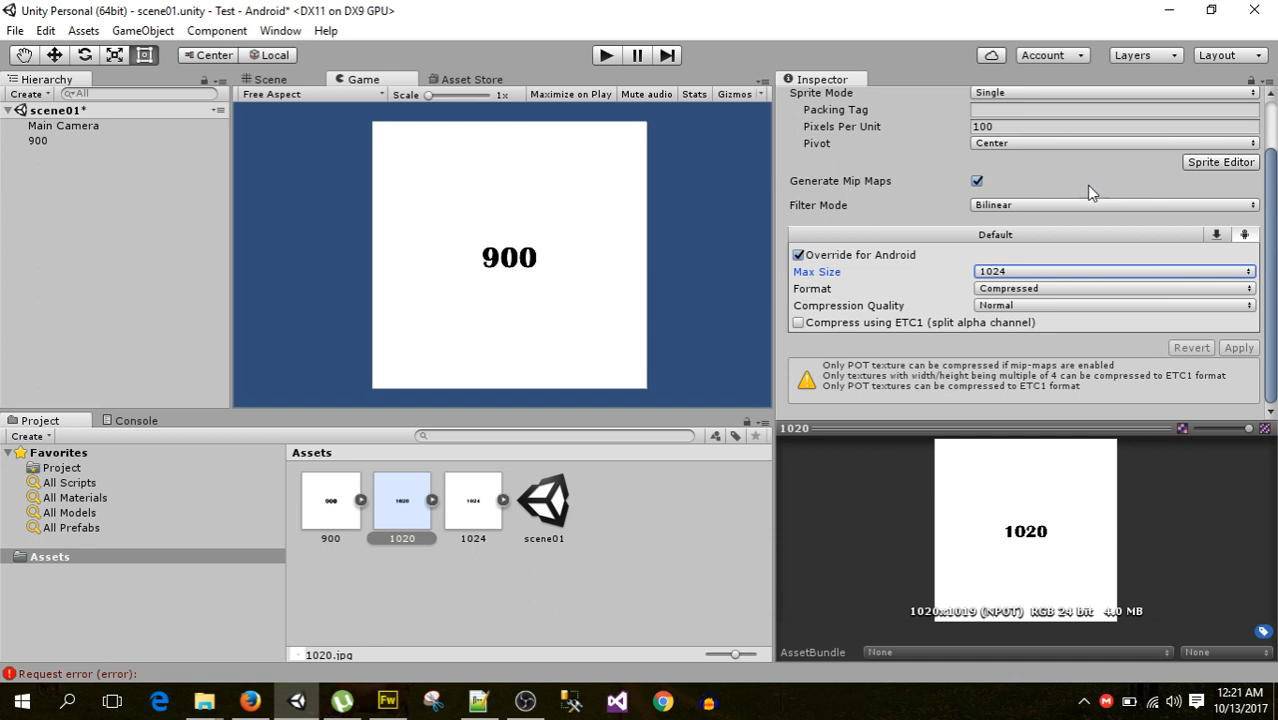 Unity Personal (64bit) - scene01.unity - Test - Android* <DX11 on DX9 GPU>
File Edit Assets GameObject Component Window Help
Center Local Account Layers Layout
Hierarchy
Create All
scene01*
Main Camera
900
Scene Game Asset Store
Free Aspect Scale 1x Maximize on Play Mute audio Stats Gizmos
900
Inspector
Sprite Mode Single
Packing Tag
Pixels Per Unit 100
Pivot Center
Sprite Editor
Generate Mip Maps
Filter Mode Bilinear
Default
Override for Android
Max Size 1024
Format Compressed
Compression Quality Normal
Compress using ETC1 (split alpha channel)
Revert Apply
Only POT texture can be compressed if mip-maps are enabled
Only textures with width/height being multiple of 4 can be compressed to ETC1 format
Only POT textures can be compressed to ETC1 format
1020
1020
1020x1019 (NPOT) RGB 24 bit 4.0 MB
AssetBundle None None
Project Console
Create
Favorites
Project
All Scripts
All Materials
All Models
All Prefabs
Assets
Assets
900 1020 1024
900 1020 1024 scene01
1020.jpg
Request error (error):
Fw
12:21 AM
10/13/2017